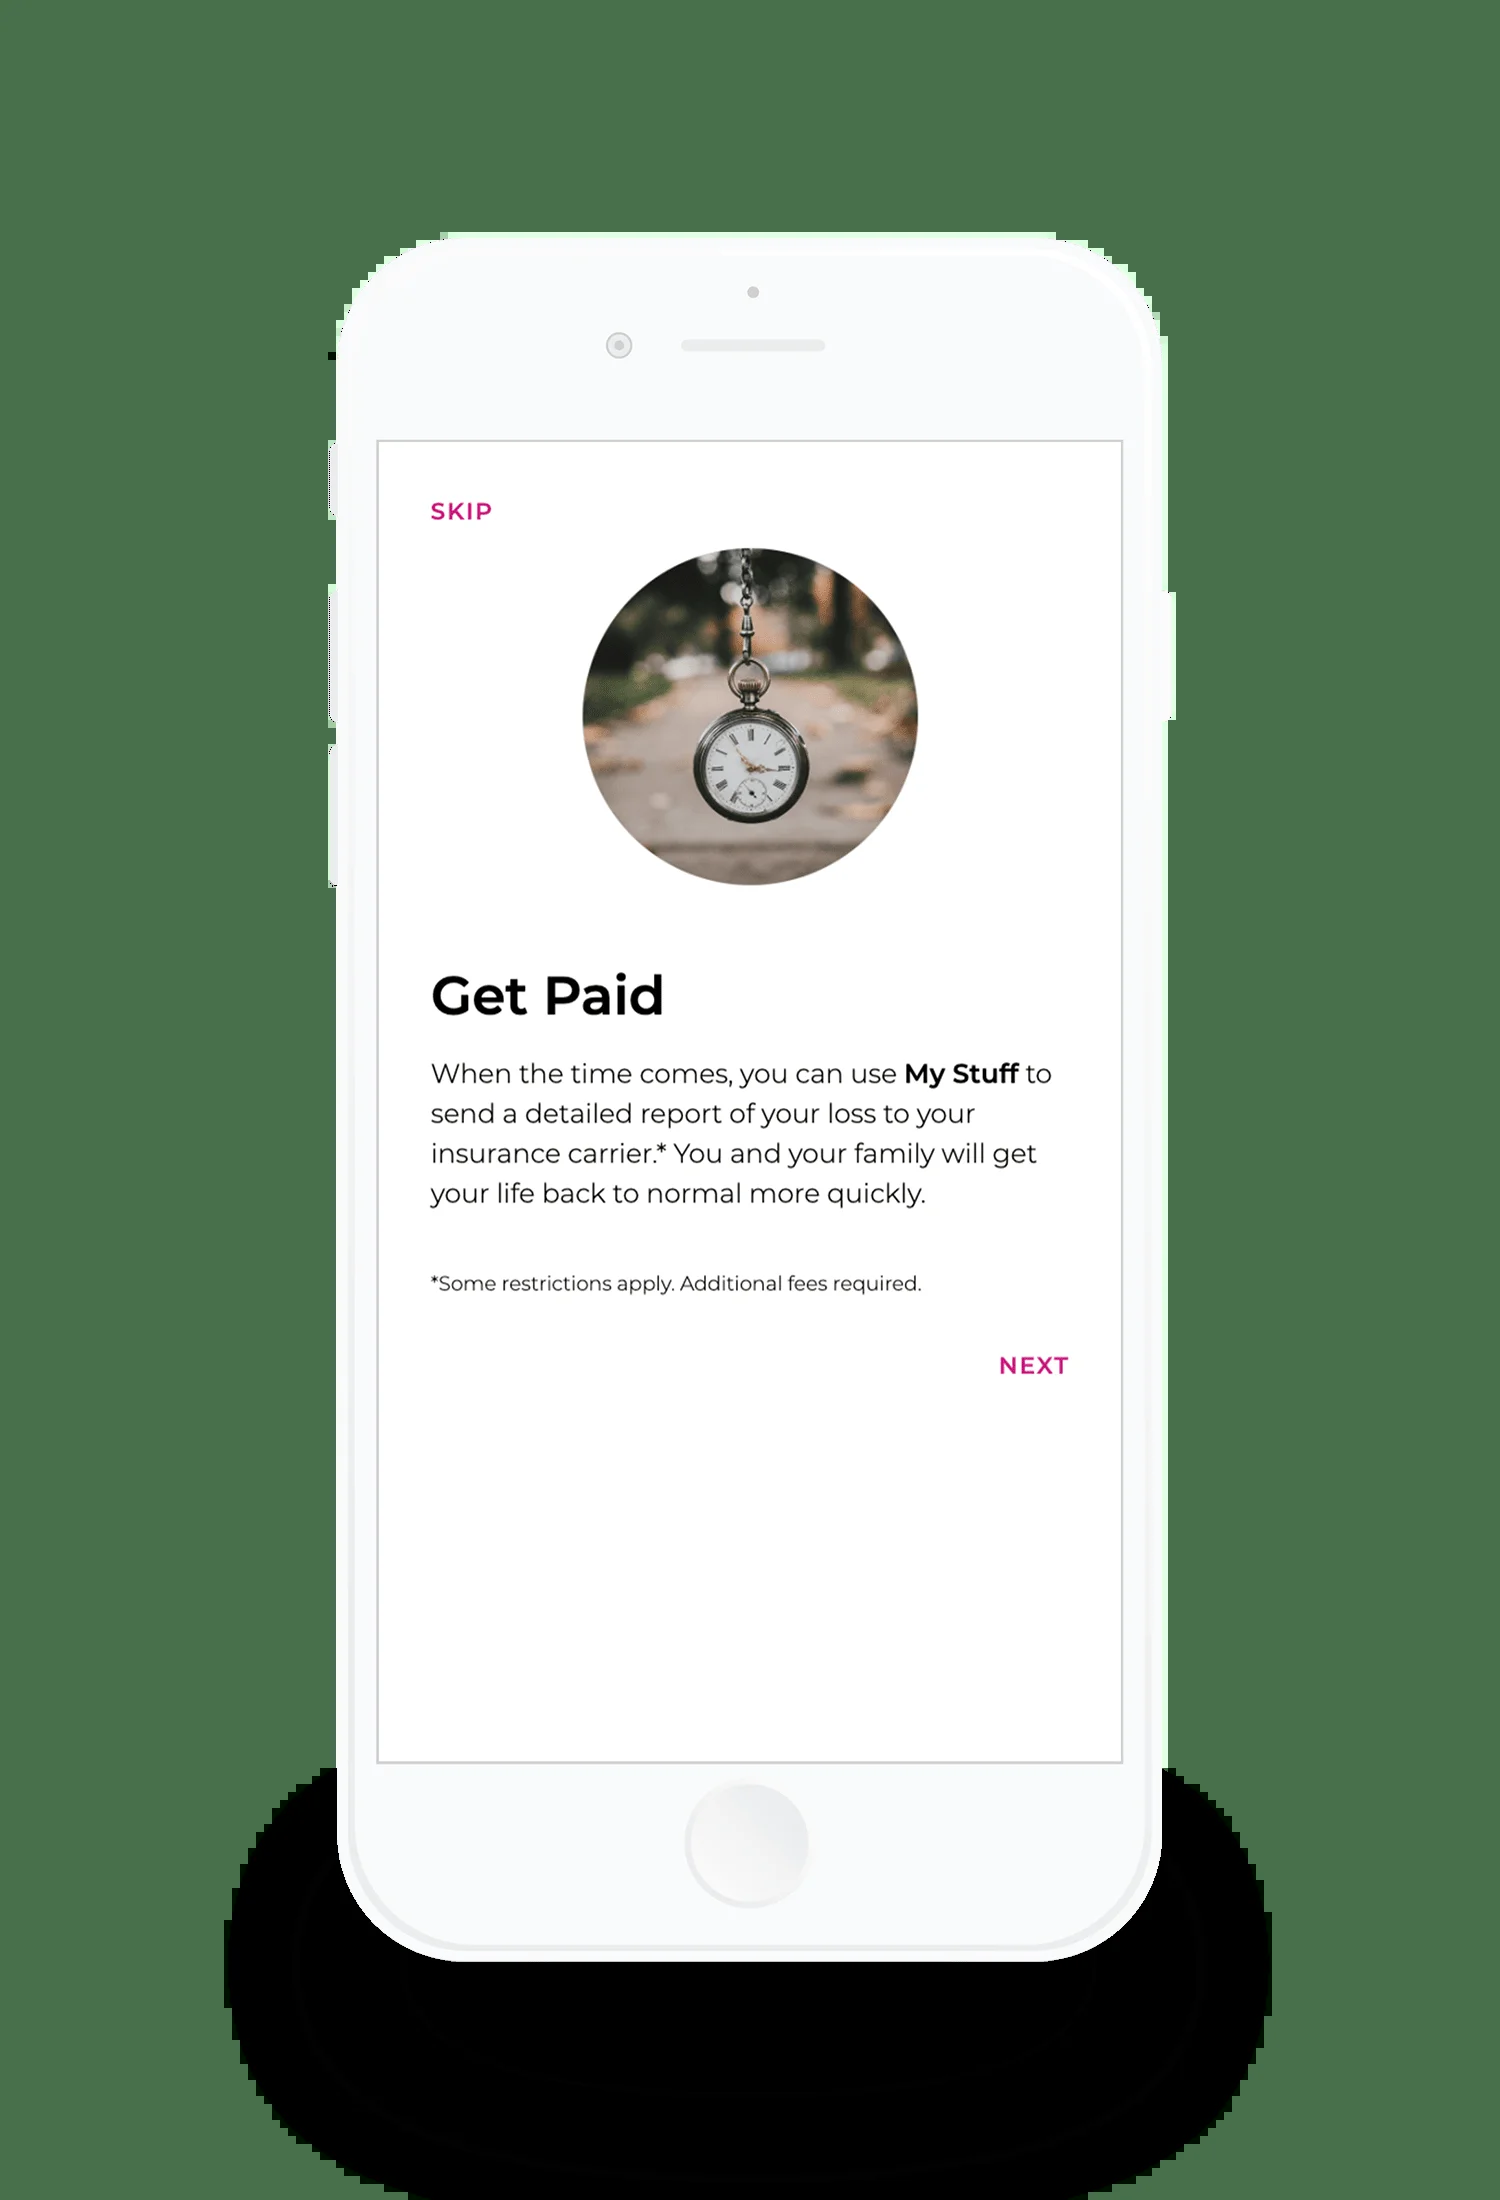 SKIP
Get Paid
When the time comes, you can use My Stuff to
send a detailed report of your loss to your
insurance carrier.* You and your family will get
your life back to normal more quickly.
*Some restrictions apply. Additional fees required.
NEXT